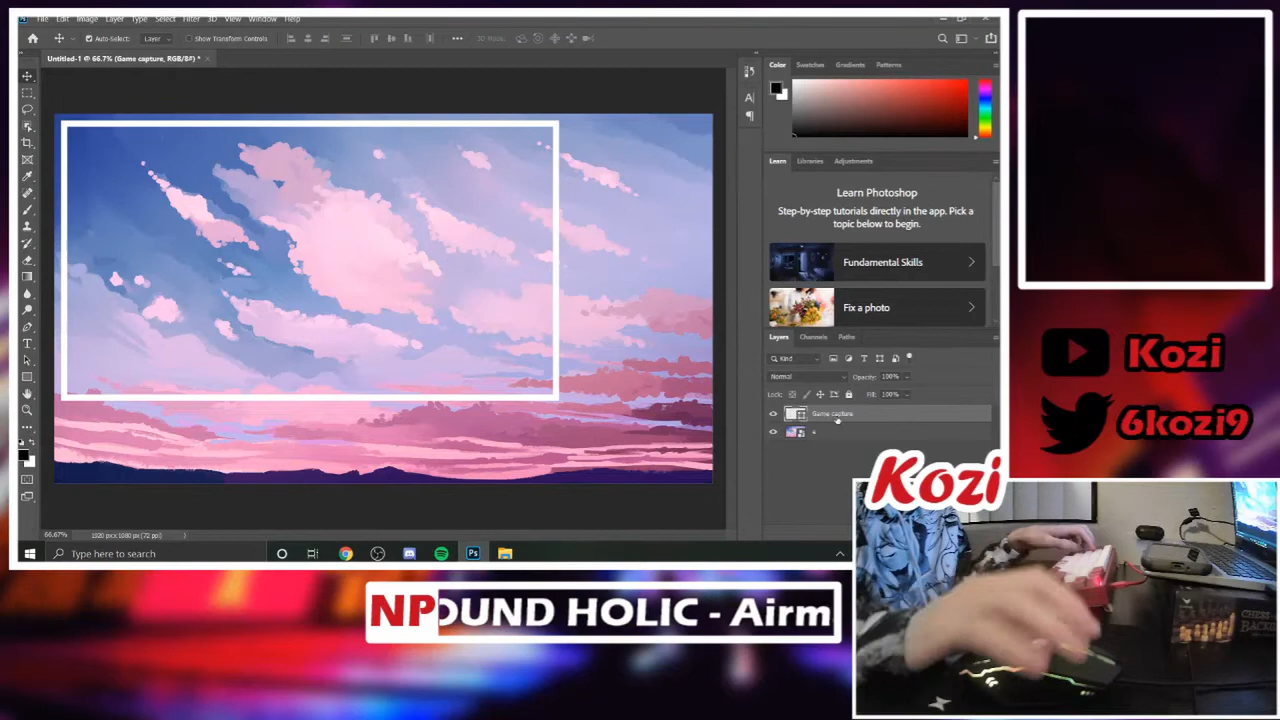 File Edit Image Layer Type Select Filter 3D View Window Help
Auto-Select: Layer Show Transform Controls 3D Mode:
Untitled-1 @ 66.7% (Game capture, RGB/8#) *
Color Swatches Gradients Patterns
Learn Libraries Adjustments
Learn Photoshop
Step-by-step tutorials directly in the app. Pick a
topic below to begin.
Fundamental Skills
Fix a photo
Layers Channels Paths
Kind
Normal Opacity: 100%
Lock: Fill: 100%
Game capture
66.67% 1920 px x 1080 px (72 ppi)
Type here to search
Kozi
6kozi9
Kozi
NP OUND HOLIC - Airm
CHESS
BACKG